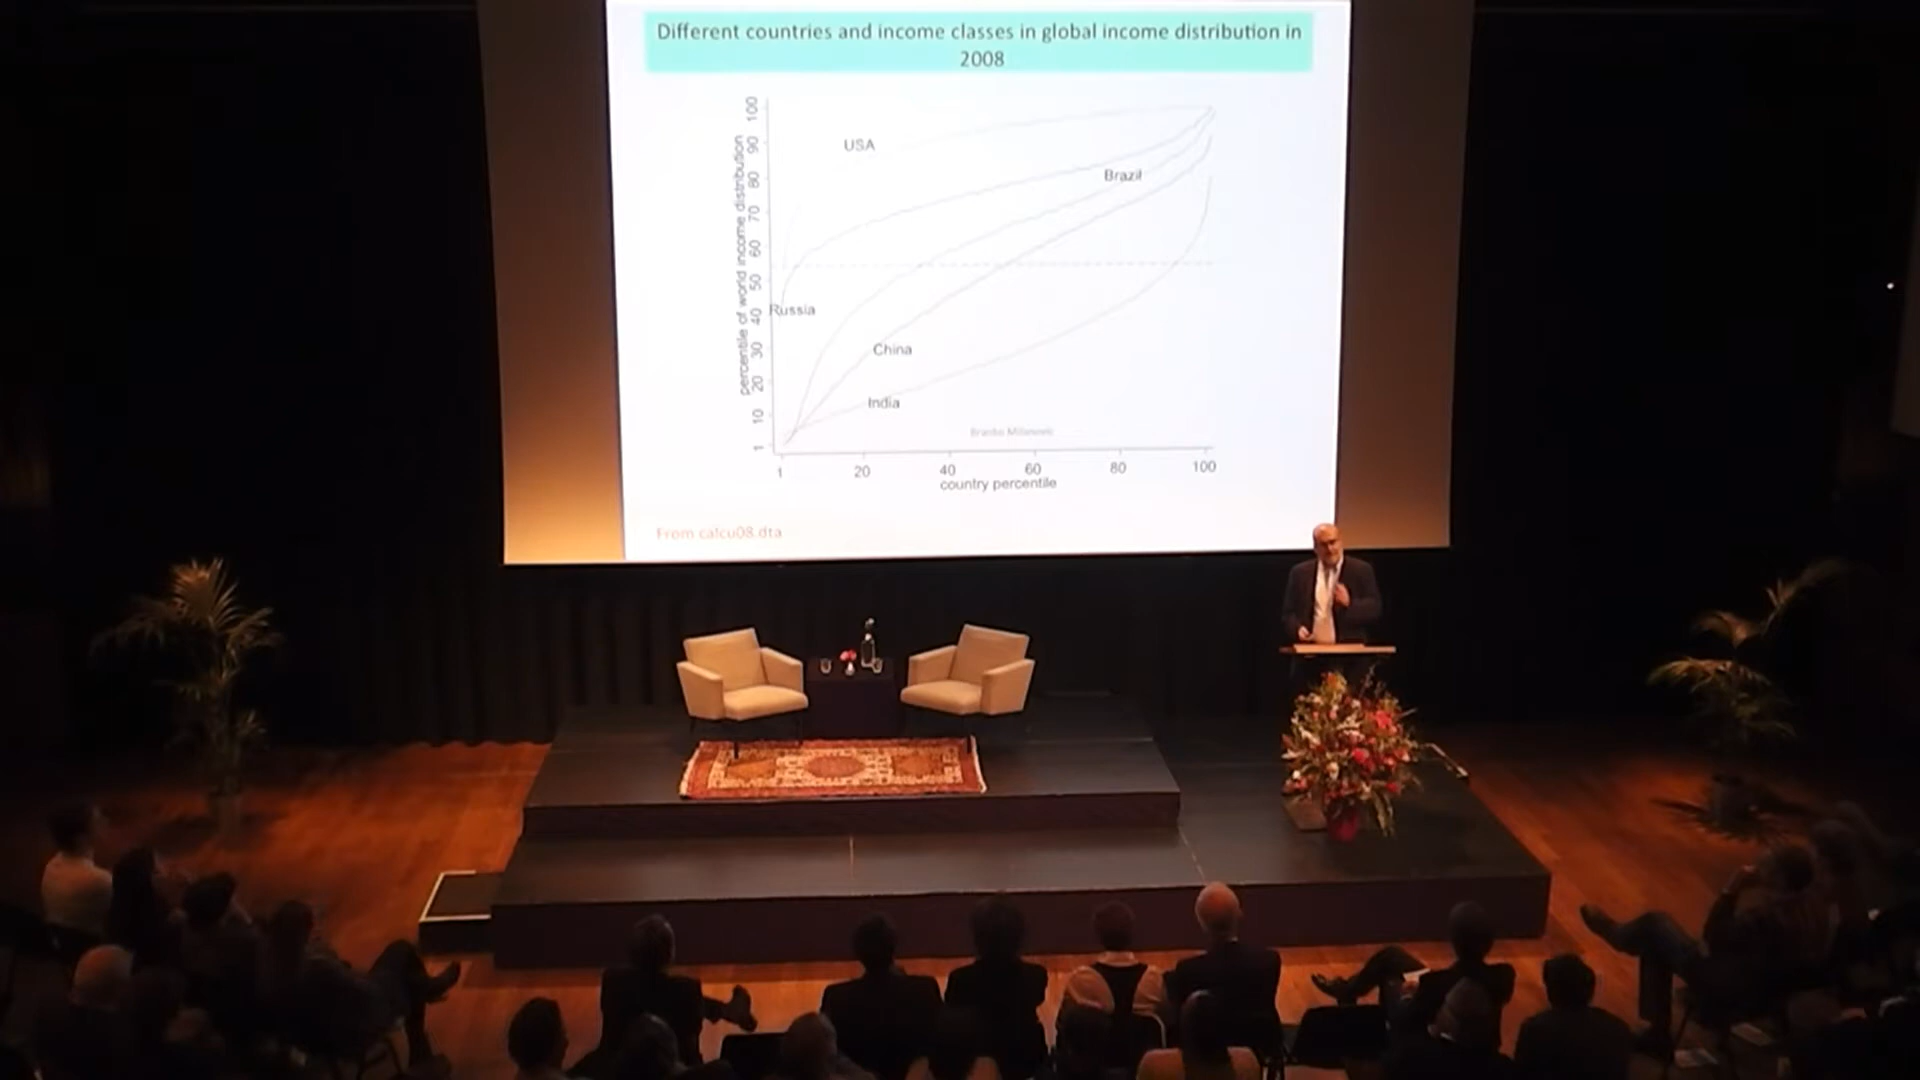 Different countries and income classes in global income distribution in
2008
percentile of world income distribution
100
90
80
70
60
50
40
30
20
10
1
USA
Brazil
Russia
China
India
Branko Milanovic
1 20 40 60 80 100
country percentile
From calcu08.dta